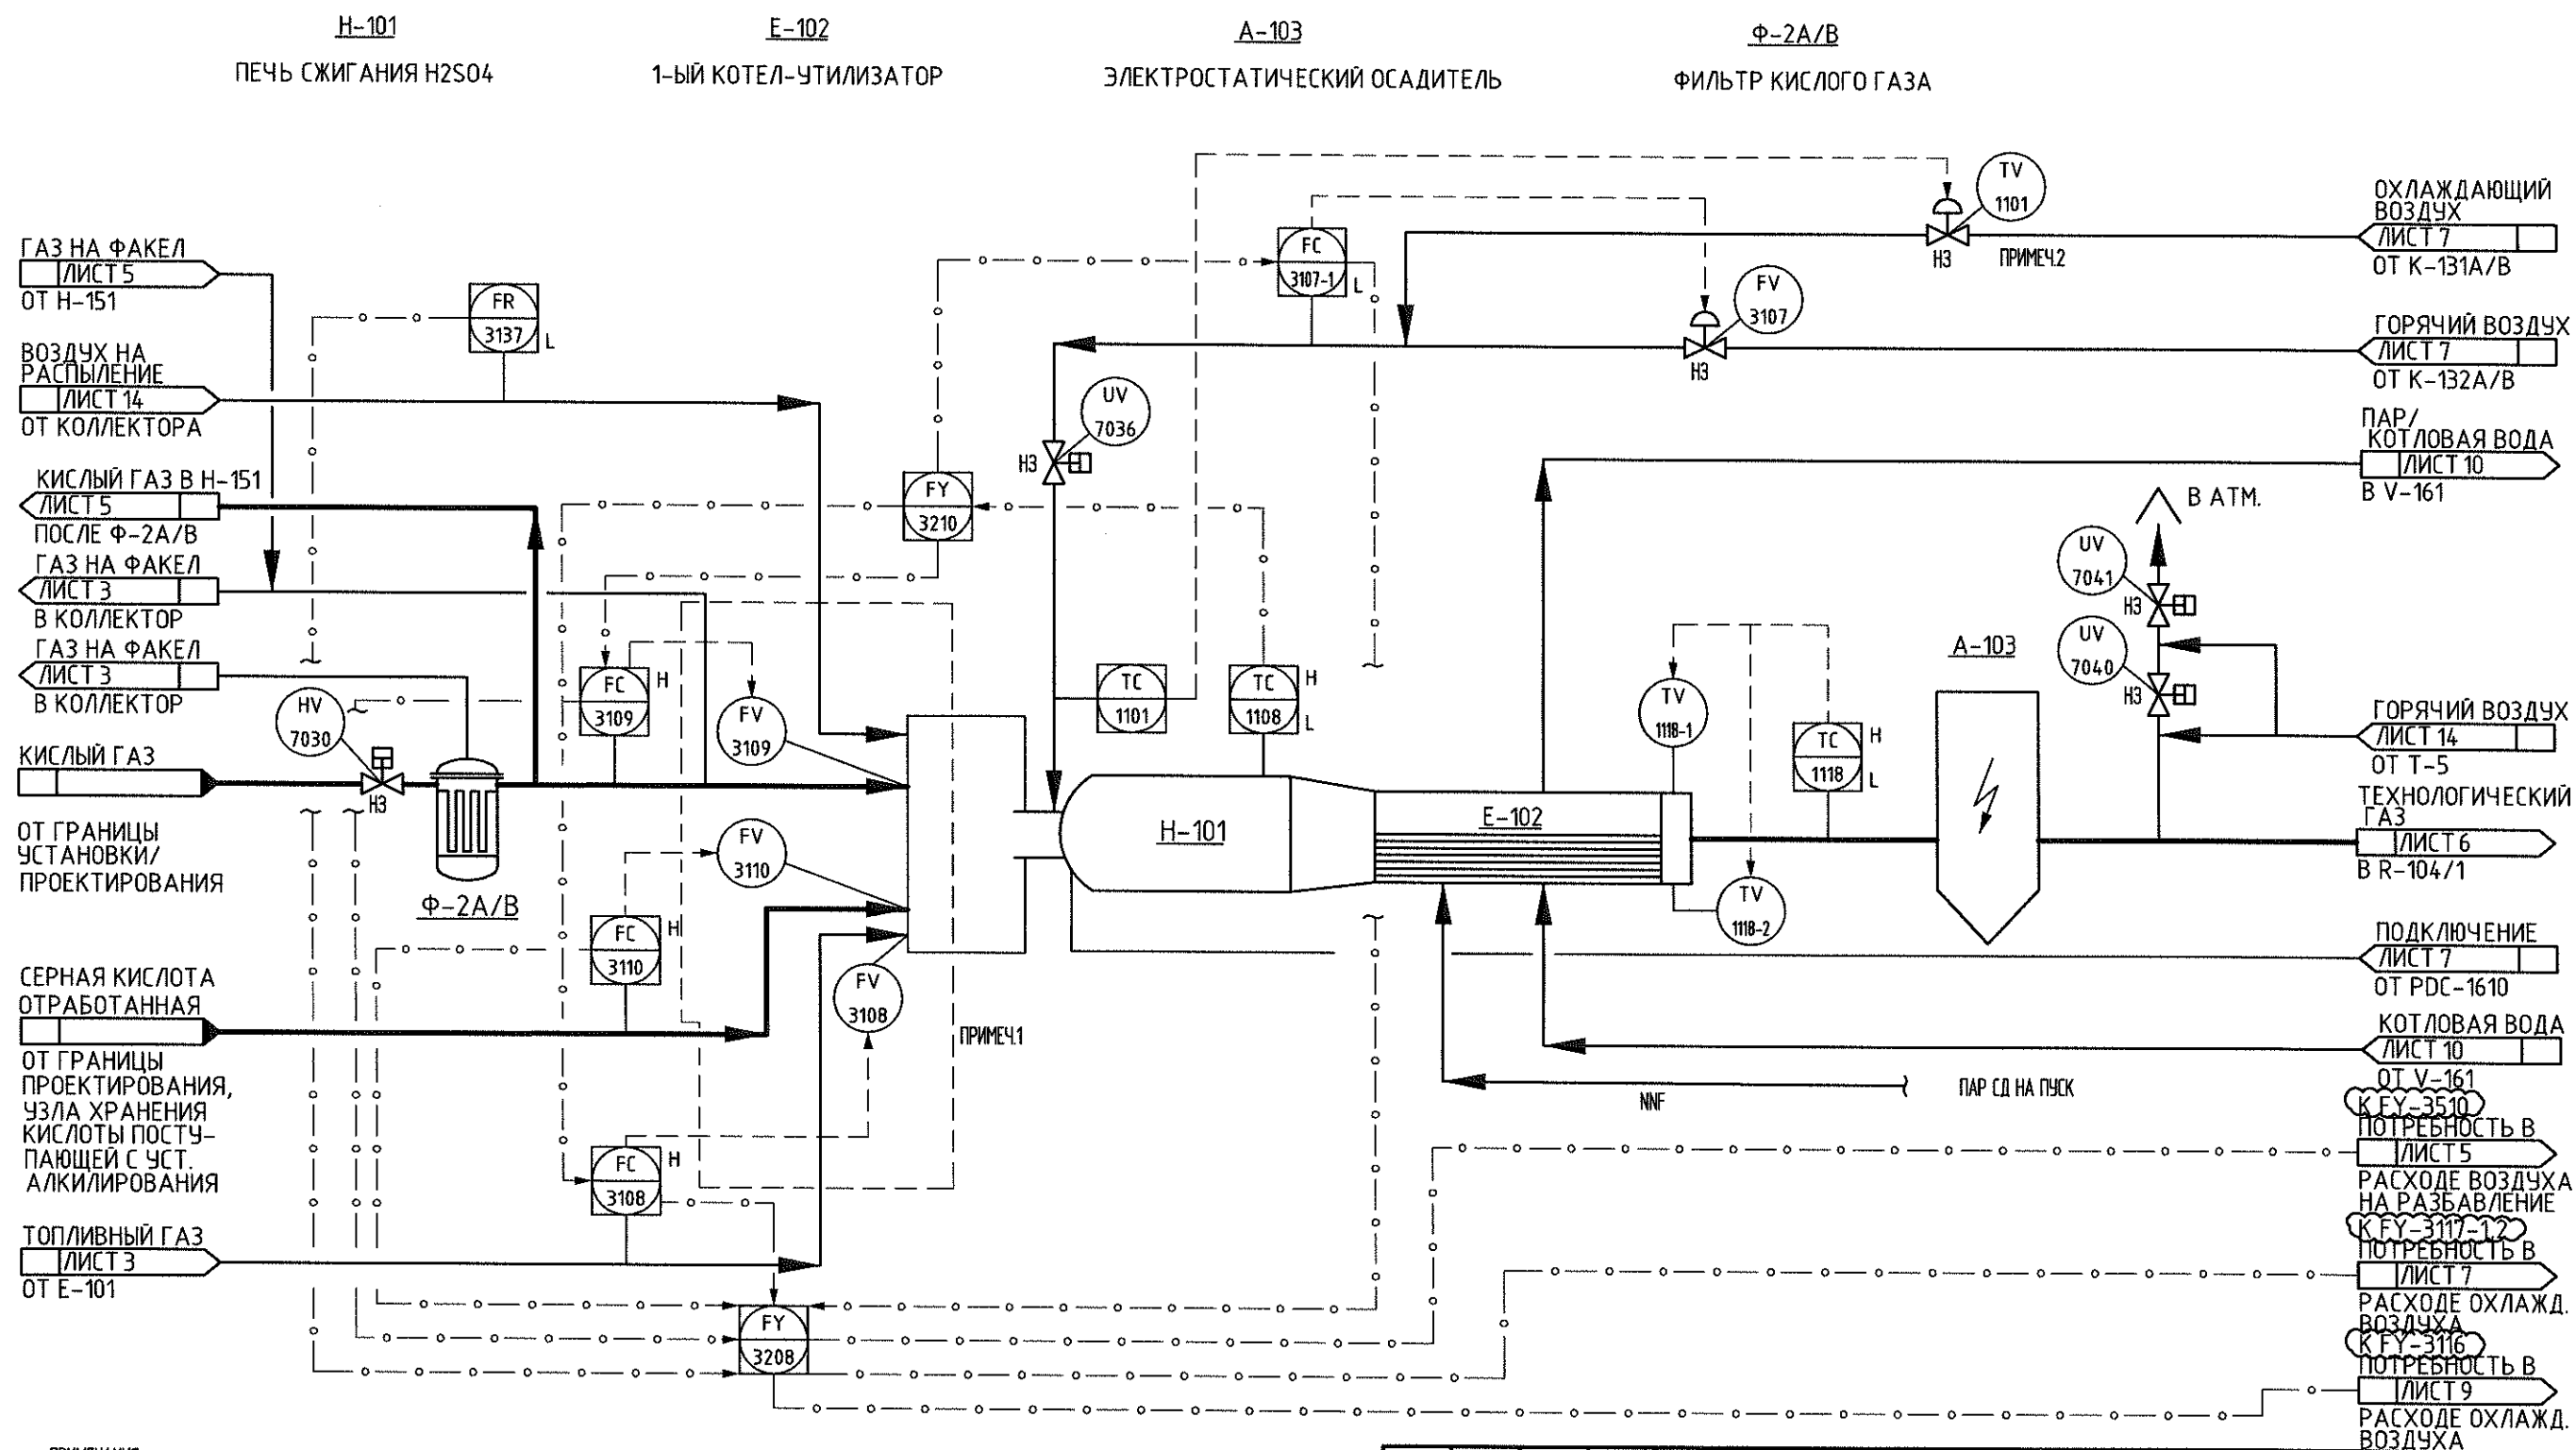 Н-101
ПЕЧЬ СЖИГАНИЯ H2SO4
Е-102
1-ЫЙ КОТЕЛ-УТИЛИЗАТОР
А-103
ЭЛЕКТРОСТАТИЧЕСКИЙ ОСАДИТЕЛЬ
Ф-2А/В
ФИЛЬТР КИСЛОГО ГАЗА
ГАЗ НА ФАКЕЛ
ЛИСТ 5
ОТ Н-151
ВОЗДУХ НА
РАСПЫЛЕНИЕ
ЛИСТ 14
ОТ КОЛЛЕКТОРА
КИСЛЫЙ ГАЗ В Н-151
ЛИСТ 5
ПОСЛЕ Ф-2А/В
ГАЗ НА ФАКЕЛ
ЛИСТ 3
В КОЛЛЕКТОР
ГАЗ НА ФАКЕЛ
ЛИСТ 3
В КОЛЛЕКТОР
КИСЛЫЙ ГАЗ
ОТ ГРАНИЦЫ
УСТАНОВКИ/
ПРОЕКТИРОВАНИЯ
СЕРНАЯ КИСЛОТА
ОТРАБОТАННАЯ
ОТ ГРАНИЦЫ
ПРОЕКТИРОВАНИЯ,
УЗЛА ХРАНЕНИЯ
КИСЛОТЫ ПОСТУ-
ПАЮЩЕЙ С УСТ.
АЛКИЛИРОВАНИЯ
ТОПЛИВНЫЙ ГАЗ
ЛИСТ 3
ОТ Е-101
FR
3137
L
HV
7030
НЗ
Ф-2А/В
FC
3109
H
FV
3109
FV
3110
FC
3110
H
FV
3108
FC
3108
H
FY
3208
FY
3210
UV
7036
НЗ
FC
3107-1
L
TV
1101
НЗ
ПРИМЕЧ.2
FV
3107
НЗ
TC
1101
TC
1108
H
L
Н-101
Е-102
TV
1118-1
TV
1118-2
TC
1118
H
L
А-103
UV
7041
НЗ
UV
7040
НЗ
В АТМ.
ПРИМЕЧ.1
NNF
ПАР СД НА ПУСК
ОХЛАЖДАЮЩИЙ
ВОЗДУХ
ЛИСТ 7
ОТ К-131А/В
ГОРЯЧИЙ ВОЗДУХ
ЛИСТ 7
ОТ К-132А/В
ПАР/
КОТЛОВАЯ ВОДА
ЛИСТ 10
В V-161
ГОРЯЧИЙ ВОЗДУХ
ЛИСТ 14
ОТ Т-5
ТЕХНОЛОГИЧЕСКИЙ
ГАЗ
ЛИСТ 6
В R-104/1
ПОДКЛЮЧЕНИЕ
ЛИСТ 7
ОТ PDC-1610
КОТЛОВАЯ ВОДА
ЛИСТ 10
ОТ V-161
К FY-3510
ПОТРЕБНОСТЬ В
ЛИСТ 5
РАСХОДЕ ВОЗДУХА
НА РАЗБАВЛЕНИЕ
К FY-3117-1,2
ПОТРЕБНОСТЬ В
ЛИСТ 7
РАСХОДЕ ОХЛАЖД.
ВОЗДУХА
К FY-3116
ПОТРЕБНОСТЬ В
ЛИСТ 9
РАСХОДЕ ОХЛАЖД.
ВОЗДУХА